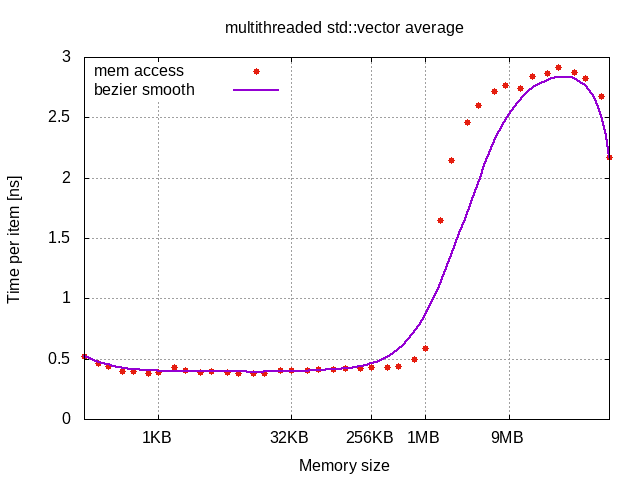 multithreaded std::vector average
mem access
bezier smooth
3
2.5
2
1.5
1
0.5
0
Time per item [ns]
1KB 32KB 256KB 1MB 9MB
Memory size